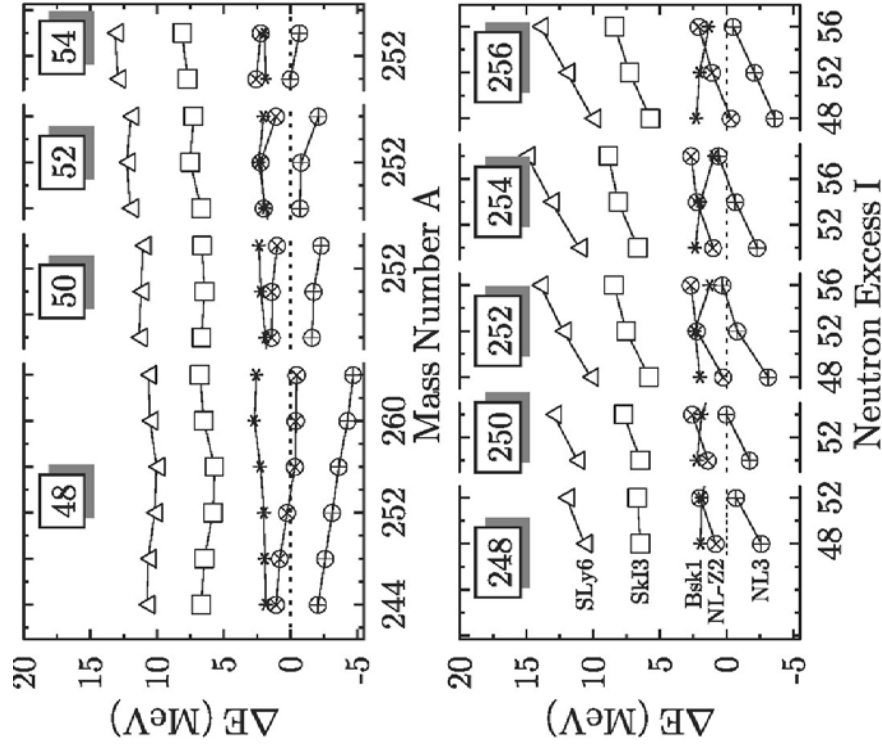 48 50 52 54
20
15
10
5
0
-5
ΔE (MeV)
244 252 260 252 252 252
Mass Number A
248 250 252 254 256
20
15
10
5
0
-5
ΔE (MeV)
SLy6
SkI3
Bsk1
NL-Z2
NL3
48 52 52 48 52 56 52 56 48 52 56
Neutron Excess I